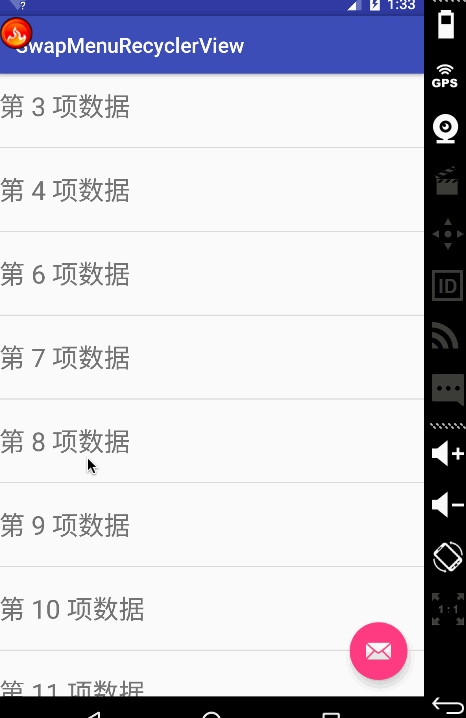 1:33
SwapMenuRecyclerView
GPS
第 3 项数据
第 4 项数据
ID
第 6 项数据
第 7 项数据
第 8 项数据
第 9 项数据
第 10 项数据
1:1
第 11 项数据